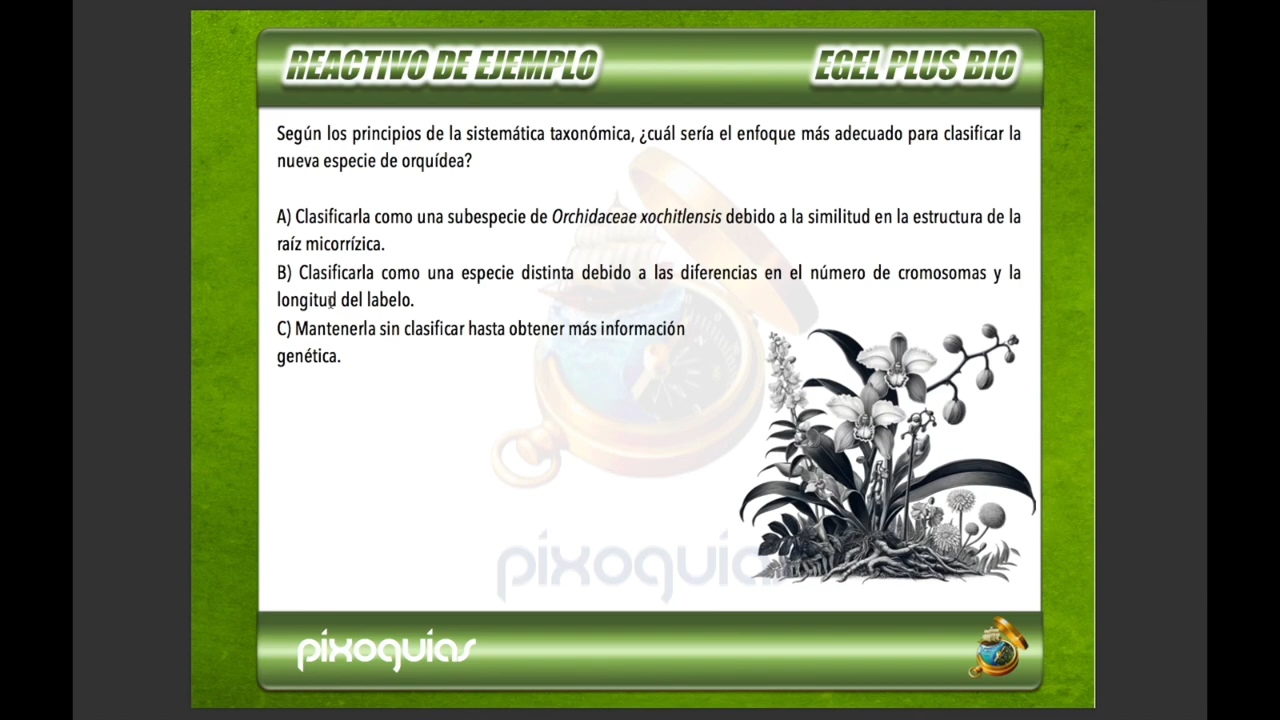 REACTIVO DE EJEMPLO
EGEL PLUS BIO
Según los principios de la sistemática taxonómica, ¿cuál sería el enfoque más adecuado para clasificar la
nueva especie de orquídea?
A) Clasificarla como una subespecie de Orchidaceae xochitlensis debido a la similitud en la estructura de la
raíz micorrízica.
B) Clasificarla como una especie distinta debido a las diferencias en el número de cromosomas y la
longitud del labelo.
C) Mantenerla sin clasificar hasta obtener más información
genética.
pixoguías
pixoguías